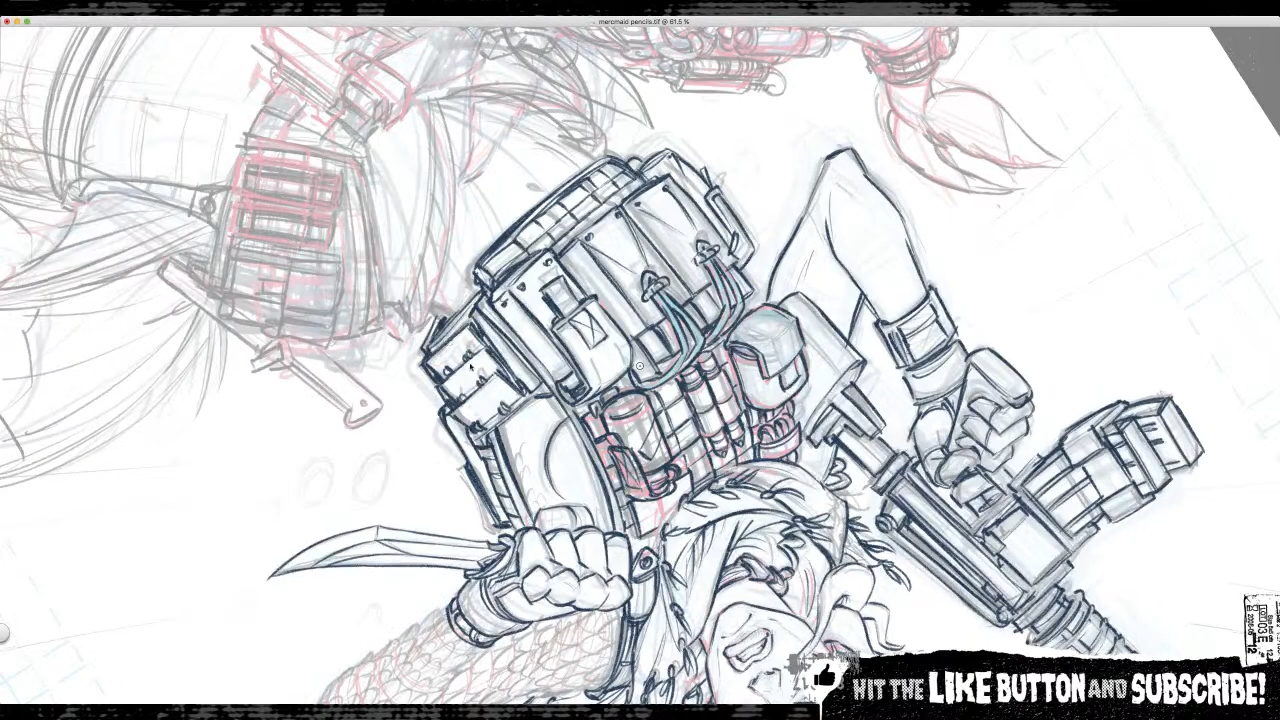 mercmaid pencils.tif @ 61.5 %
HIT THE LIKE BUTTON AND SUBSCRIBE!